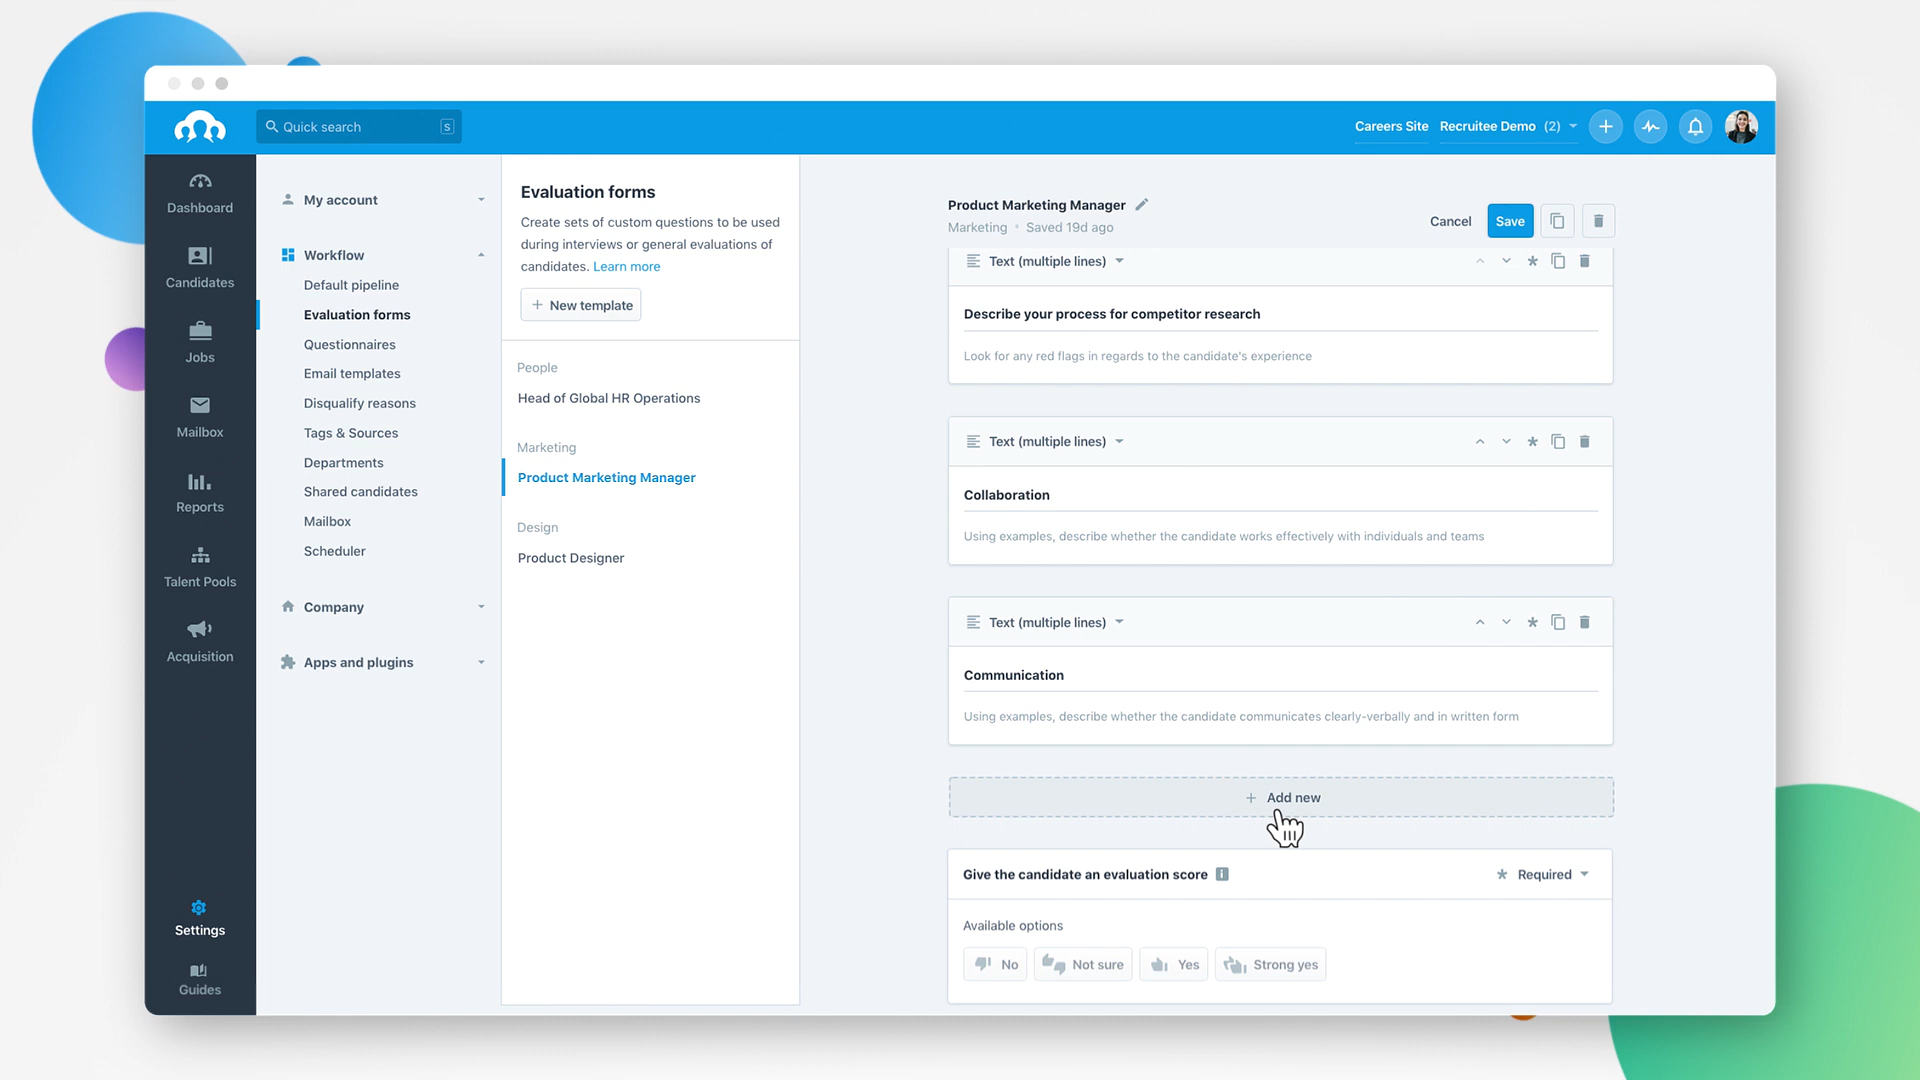 Quick search
S
Careers Site
Recruitee Demo (2)
Dashboard
Candidates
Jobs
Mailbox
Reports
Talent Pools
Acquisition
Settings
Guides
My account
Workflow
Default pipeline
Evaluation forms
Questionnaires
Email templates
Disqualify reasons
Tags & Sources
Departments
Shared candidates
Mailbox
Scheduler
Company
Apps and plugins
Evaluation forms
Create sets of custom questions to be used
during interviews or general evaluations of
candidates. Learn more
+ New template
People
Head of Global HR Operations
Marketing
Product Marketing Manager
Design
Product Designer
Product Marketing Manager
Marketing • Saved 19d ago
Cancel
Save
Text (multiple lines)
Describe your process for competitor research
Look for any red flags in regards to the candidate's experience
Text (multiple lines)
Collaboration
Using examples, describe whether the candidate works effectively with individuals and teams
Text (multiple lines)
Communication
Using examples, describe whether the candidate communicates clearly-verbally and in written form
+ Add new
Give the candidate an evaluation score
* Required
Available options
No
Not sure
Yes
Strong yes